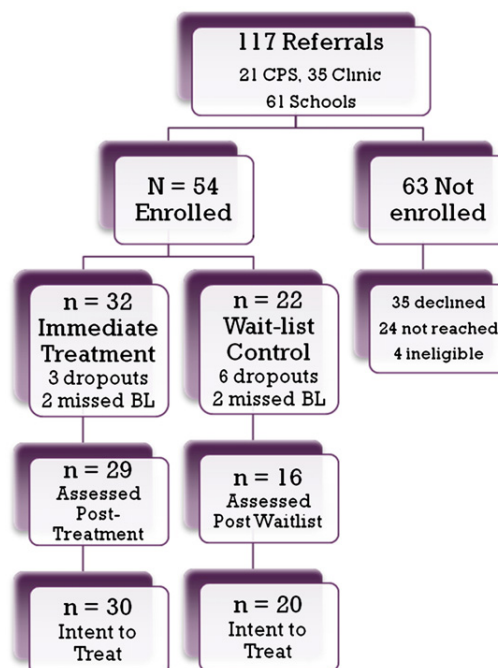 117 Referrals
21 CPS, 35 Clinic
61 Schools
N = 54
Enrolled
63 Not
enrolled
n = 32
Immediate
Treatment
3 dropouts
2 missed BL
n = 22
Wait-list
Control
6 dropouts
2 missed BL
35 declined
24 not reached
4 ineligible
n = 29
Assessed
Post-
Treatment
n = 16
Assessed
Post Waitlist
n = 30
Intent to
Treat
n = 20
Intent to
Treat